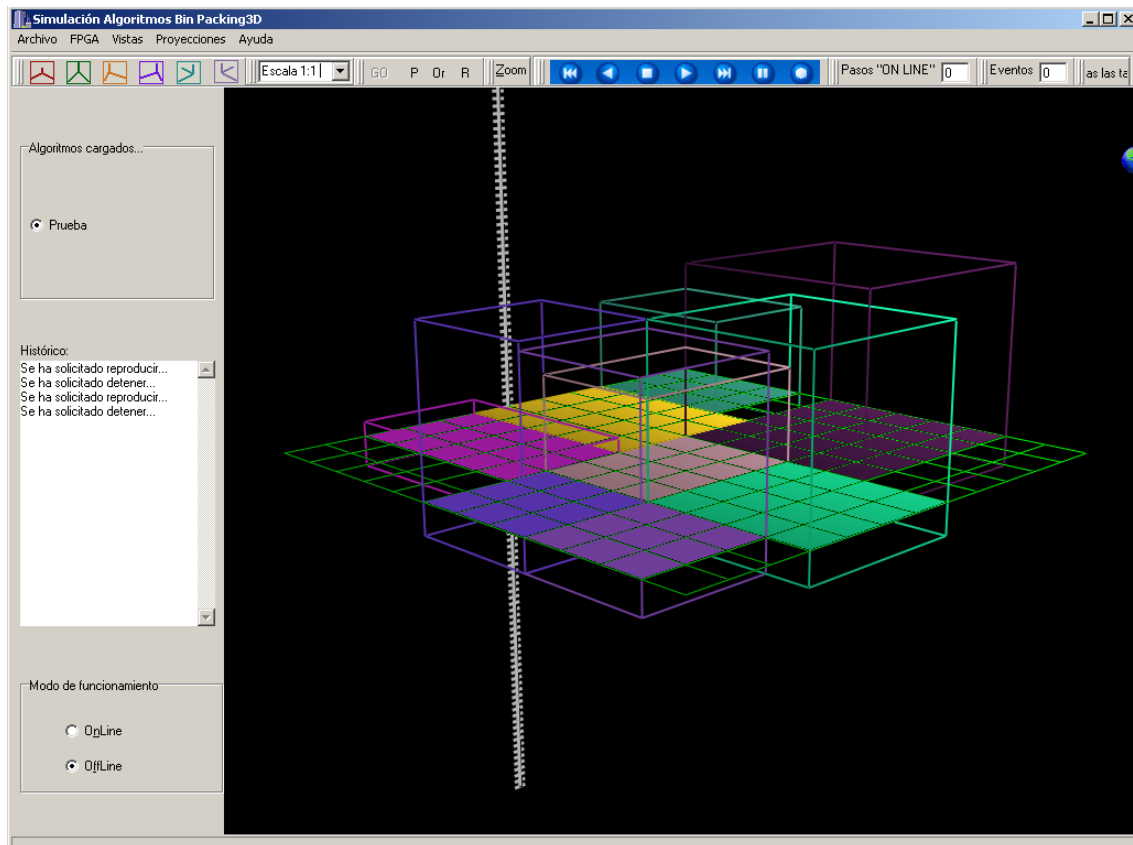 Simulación Algoritmos Bin Packing3D
Archivo FPGA Vistas Proyecciones Ayuda
Escala 1:1 GO P Or R Zoom Pasos "ON LINE" 0 Eventos 0 as las ta
Algoritmos cargados...
Prueba
Histórico:
Se ha solicitado reproducir...
Se ha solicitado detener...
Se ha solicitado reproducir...
Se ha solicitado detener...
Modo de funcionamiento
OnLine
OffLine